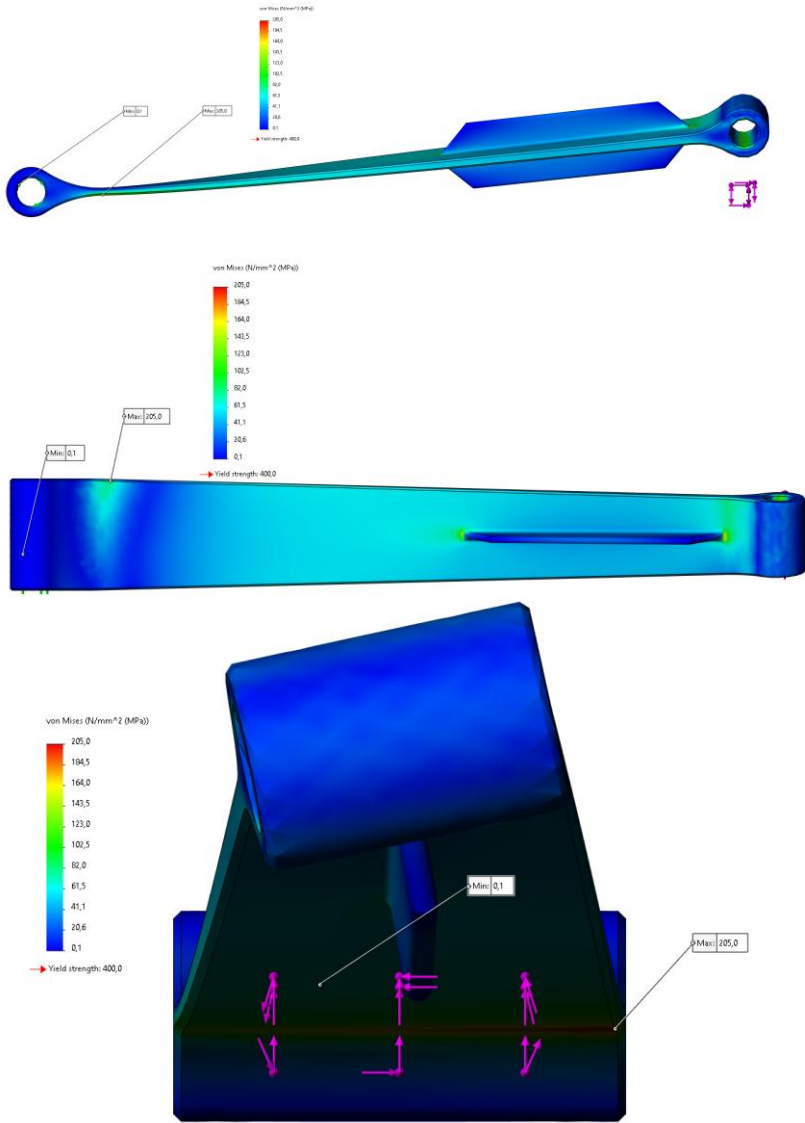 von Mises (N/mm^2 (MPa))
205,0
184,5
164,0
143,5
123,0
102,5
82,0
61,5
41,1
20,6
0,1
Yield strength: 400,0
Min: 0,1
Max: 205,0
von Mises (N/mm^2 (MPa))
205,0
184,5
164,0
143,5
123,0
102,5
82,0
61,5
41,1
20,6
0,1
Yield strength: 400,0
Max: 205,0
Min: 0,1
von Mises (N/mm^2 (MPa))
205,0
184,5
164,0
143,5
123,0
102,5
82,0
61,5
41,1
20,6
0,1
Yield strength: 400,0
Min: 0,1
Max: 205,0